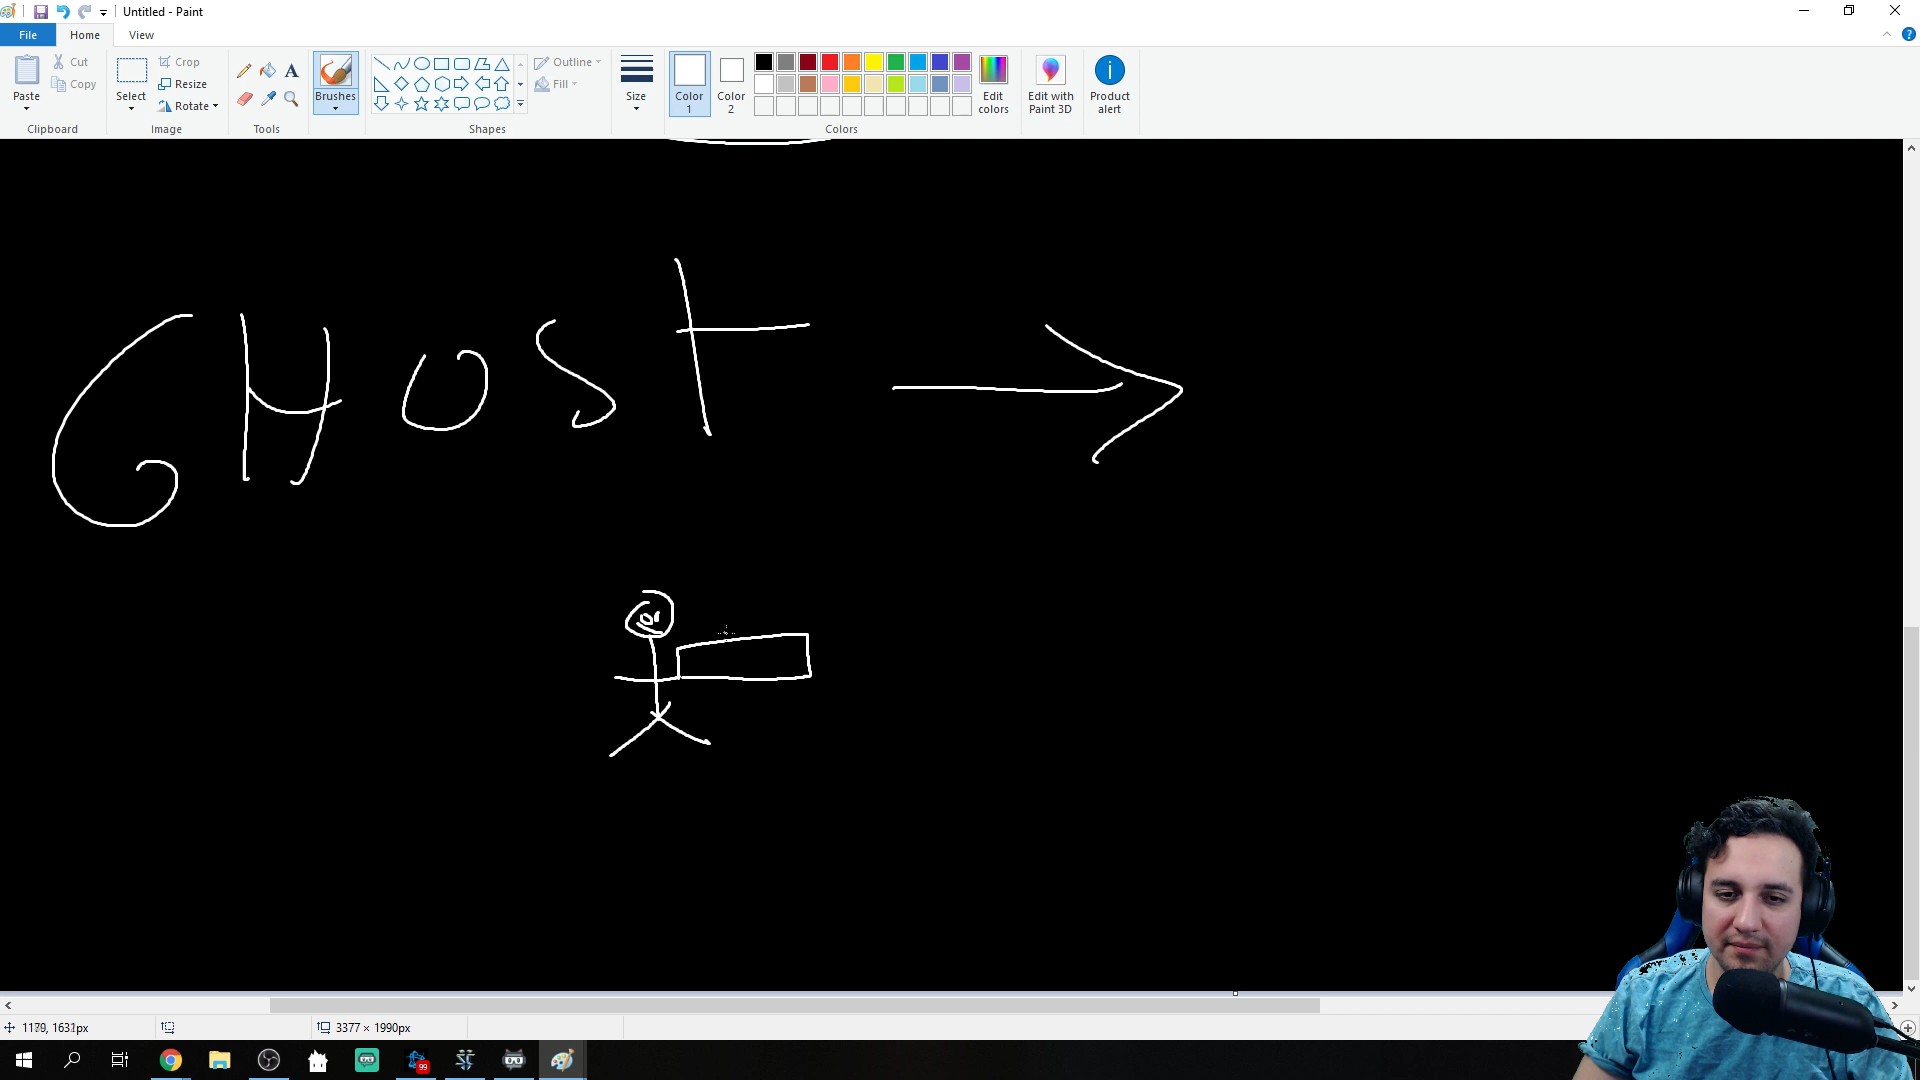 Untitled - Paint
File Home View
Paste
Cut
Copy
Clipboard
Select
Crop
Resize
Rotate
Image
Tools
Brushes
Shapes
Outline
Fill
Size
Color 1
Color 2
Colors
Edit colors
Edit with Paint 3D
Product alert
GHOST
3377 × 1990px
99